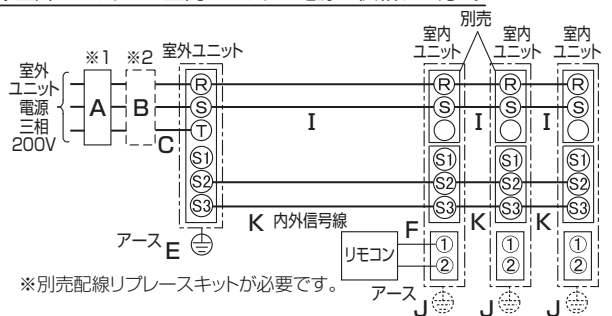 別売
※1 ※2 室外ユニット 室内ユニット 室内ユニット 室内ユニット
室外
ユニット
電源
三相
200V
A B C
R S T S1 S2 S3
I I I
R S S1 S2 S3 ① ②
R S S1 S2 S3 ① ②
R S S1 S2 S3 ① ②
K 内外信号線 K K
F
リモコン
アース E
アース J J J
※別売配線リプレースキットが必要です。